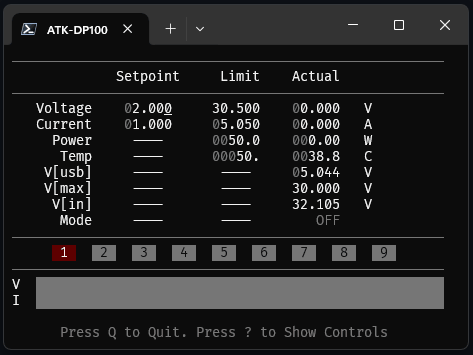 ATK-DP100
Setpoint Limit Actual
Voltage 02.000 30.500 00.000 V
Current 01.000 05.050 00.000 A
Power —— 0050.0 000.00 W
Temp —— 00050. 0038.8 C
V[usb] —— —— 05.044 V
V[max] —— —— 30.000 V
V[in] —— —— 32.105 V
Mode —— —— OFF
1 2 3 4 5 6 7 8 9
V
I
Press Q to Quit. Press ? to Show Controls